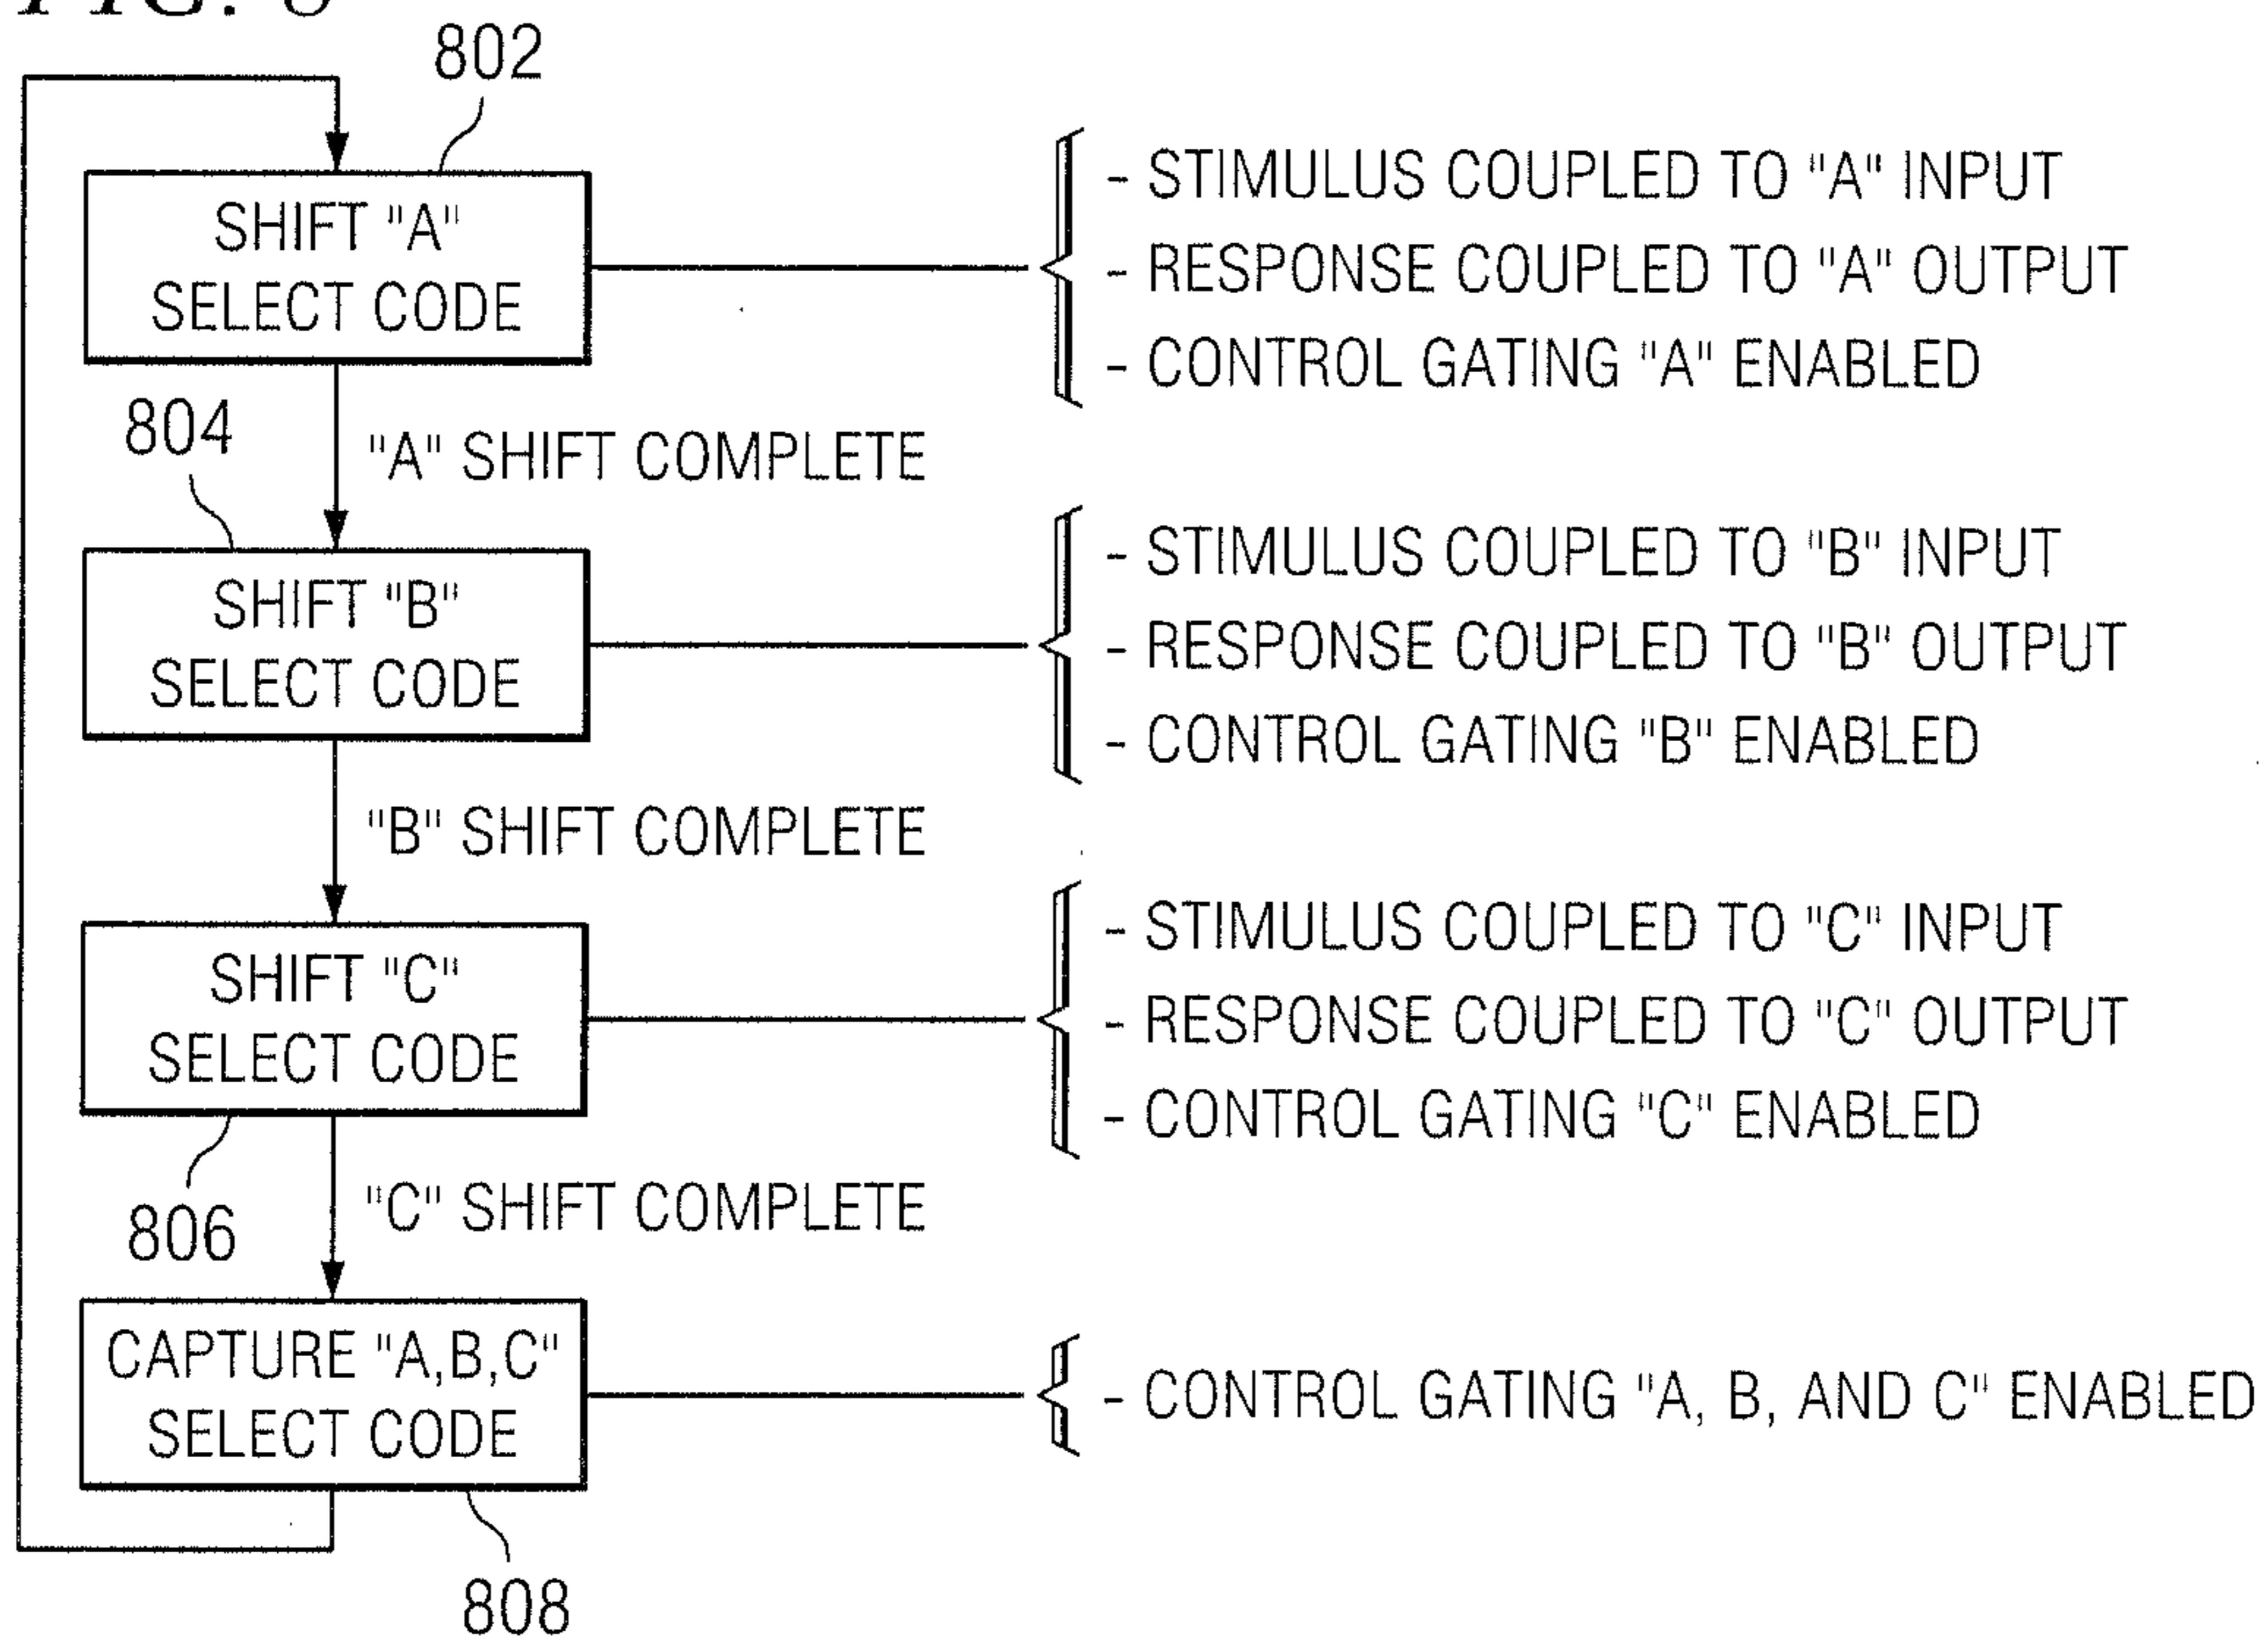 FIG. 8
802
SHIFT "A"
SELECT CODE
- STIMULUS COUPLED TO "A" INPUT
- RESPONSE COUPLED TO "A" OUTPUT
- CONTROL GATING "A" ENABLED
804
"A" SHIFT COMPLETE
SHIFT "B"
SELECT CODE
- STIMULUS COUPLED TO "B" INPUT
- RESPONSE COUPLED TO "B" OUTPUT
- CONTROL GATING "B" ENABLED
"B" SHIFT COMPLETE
SHIFT "C"
SELECT CODE
- STIMULUS COUPLED TO "C" INPUT
- RESPONSE COUPLED TO "C" OUTPUT
- CONTROL GATING "C" ENABLED
806
"C" SHIFT COMPLETE
CAPTURE "A,B,C"
SELECT CODE
- CONTROL GATING "A, B, AND C" ENABLED
808